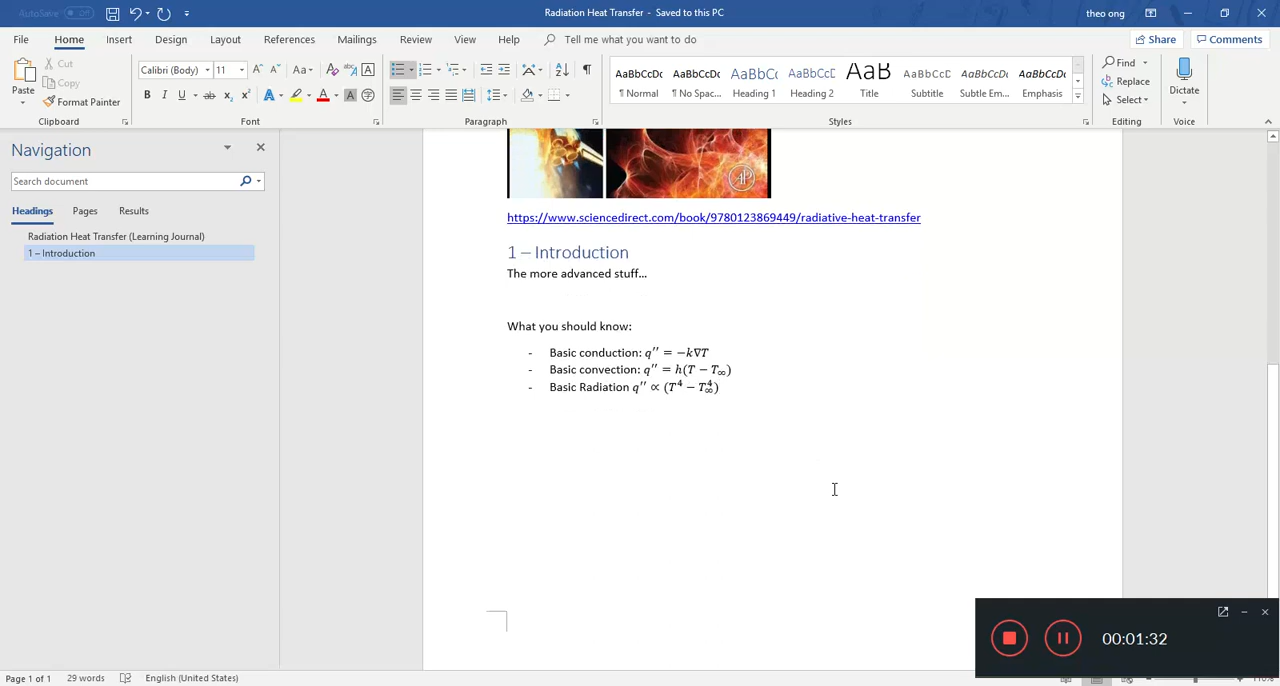 AutoSave Off
Radiation Heat Transfer - Saved to this PC
theo ong
File Home Insert Design Layout References Mailings Review View Help Tell me what you want to do
Share Comments
Paste
Cut
Copy
Format Painter
Clipboard
Calibri (Body) 11
Font
Paragraph
AaBbCcDc AaBbCcDc AaBbCc AaBbCcD AaB AaBbCcD AaBbCcDt AaBbCcDt
¶ Normal ¶ No Spac... Heading 1 Heading 2 Title Subtitle Subtle Em... Emphasis
Styles
Find
Replace
Select
Editing
Dictate
Voice
Navigation
Search document
Headings Pages Results
Radiation Heat Transfer (Learning Journal)
1 – Introduction
AP
https://www.sciencedirect.com/book/9780123869449/radiative-heat-transfer
1 – Introduction
The more advanced stuff...
What you should know:
- Basic conduction: q′′ = −k∇T
- Basic convection: q′′ = h(T − T∞)
- Basic Radiation q′′ ∝ (T⁴ − T∞⁴)
00:01:32
Page 1 of 1 29 words English (United States)